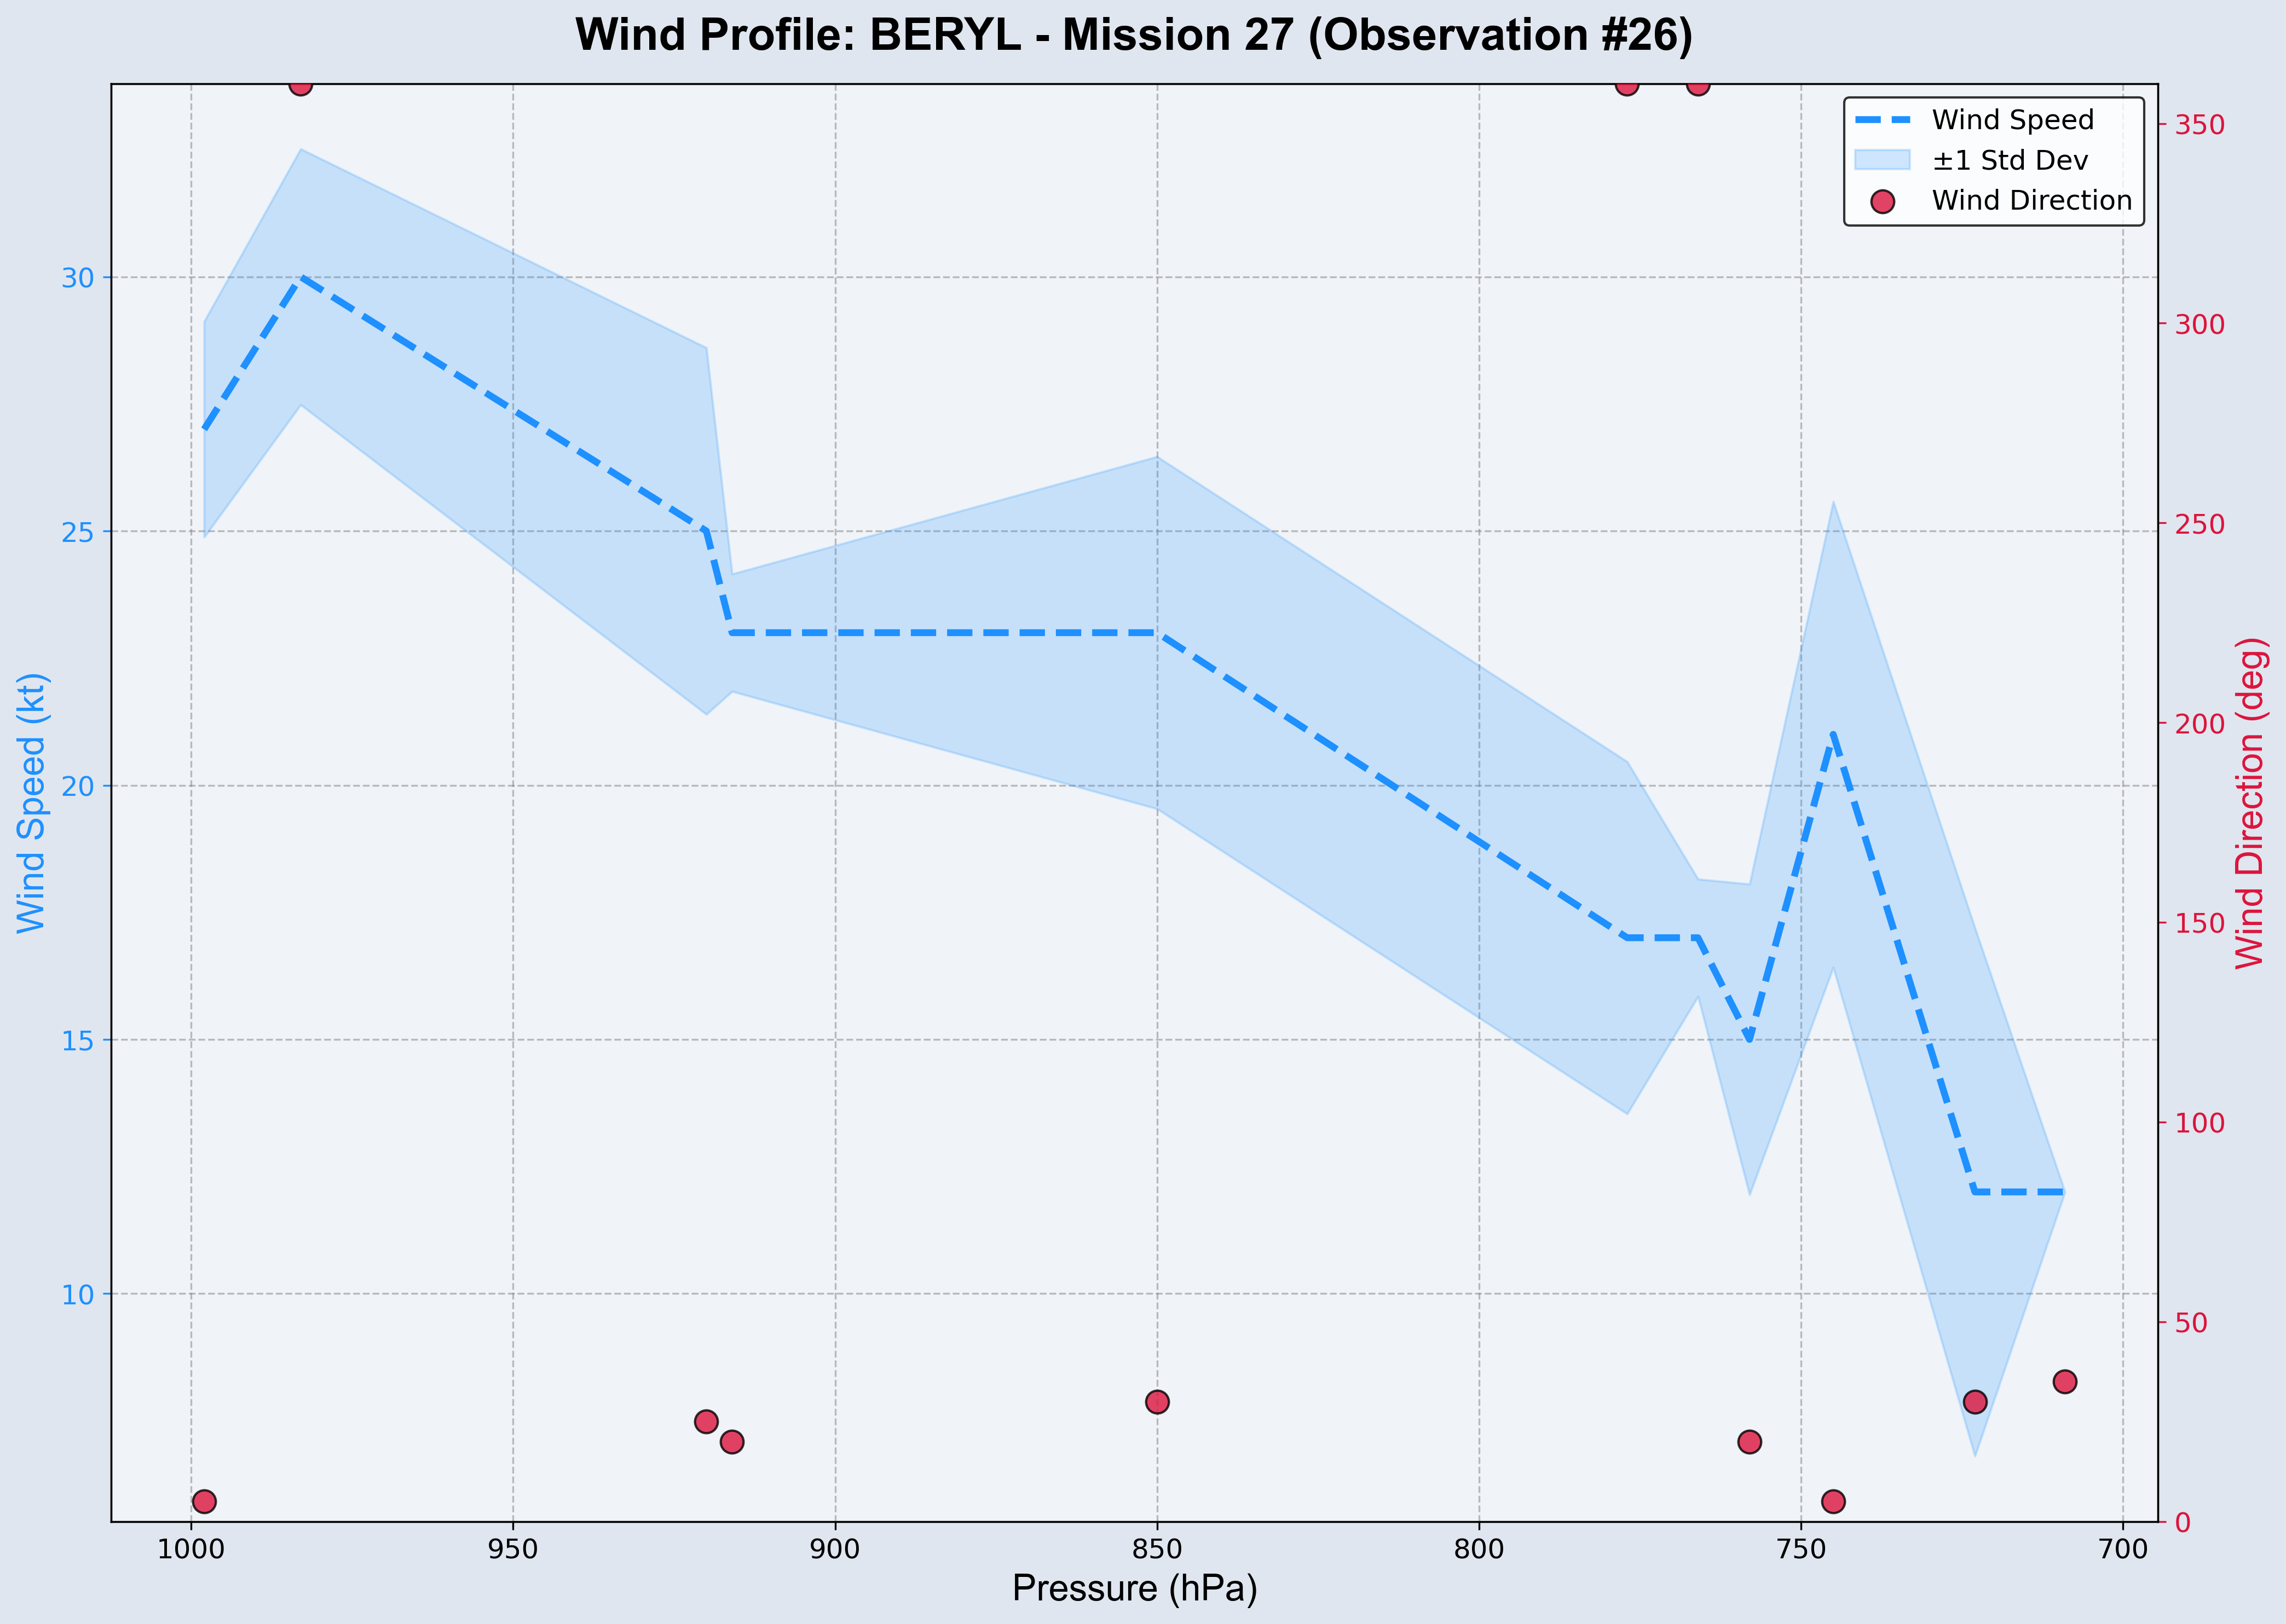 Wind Profile: BERYL - Mission 27 (Observation #26)
Wind Speed
±1 Std Dev
Wind Direction
Wind Speed (kt)
30
25
20
15
10
350
300
250
200
150
100
50
0
Wind Direction (deg)
1000 950 900 850 800 750 700
Pressure (hPa)